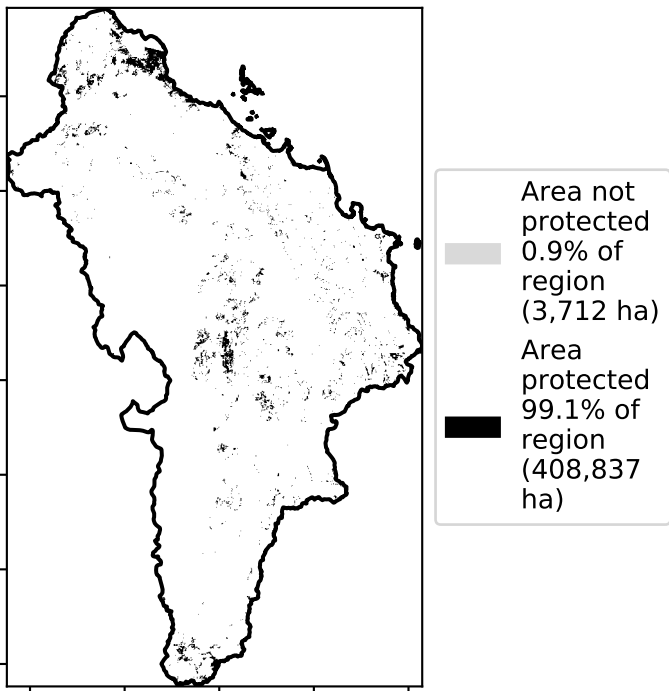 Area not
protected
0.9% of
region
(3,712 ha)
Area
protected
99.1% of
region
(408,837
ha)